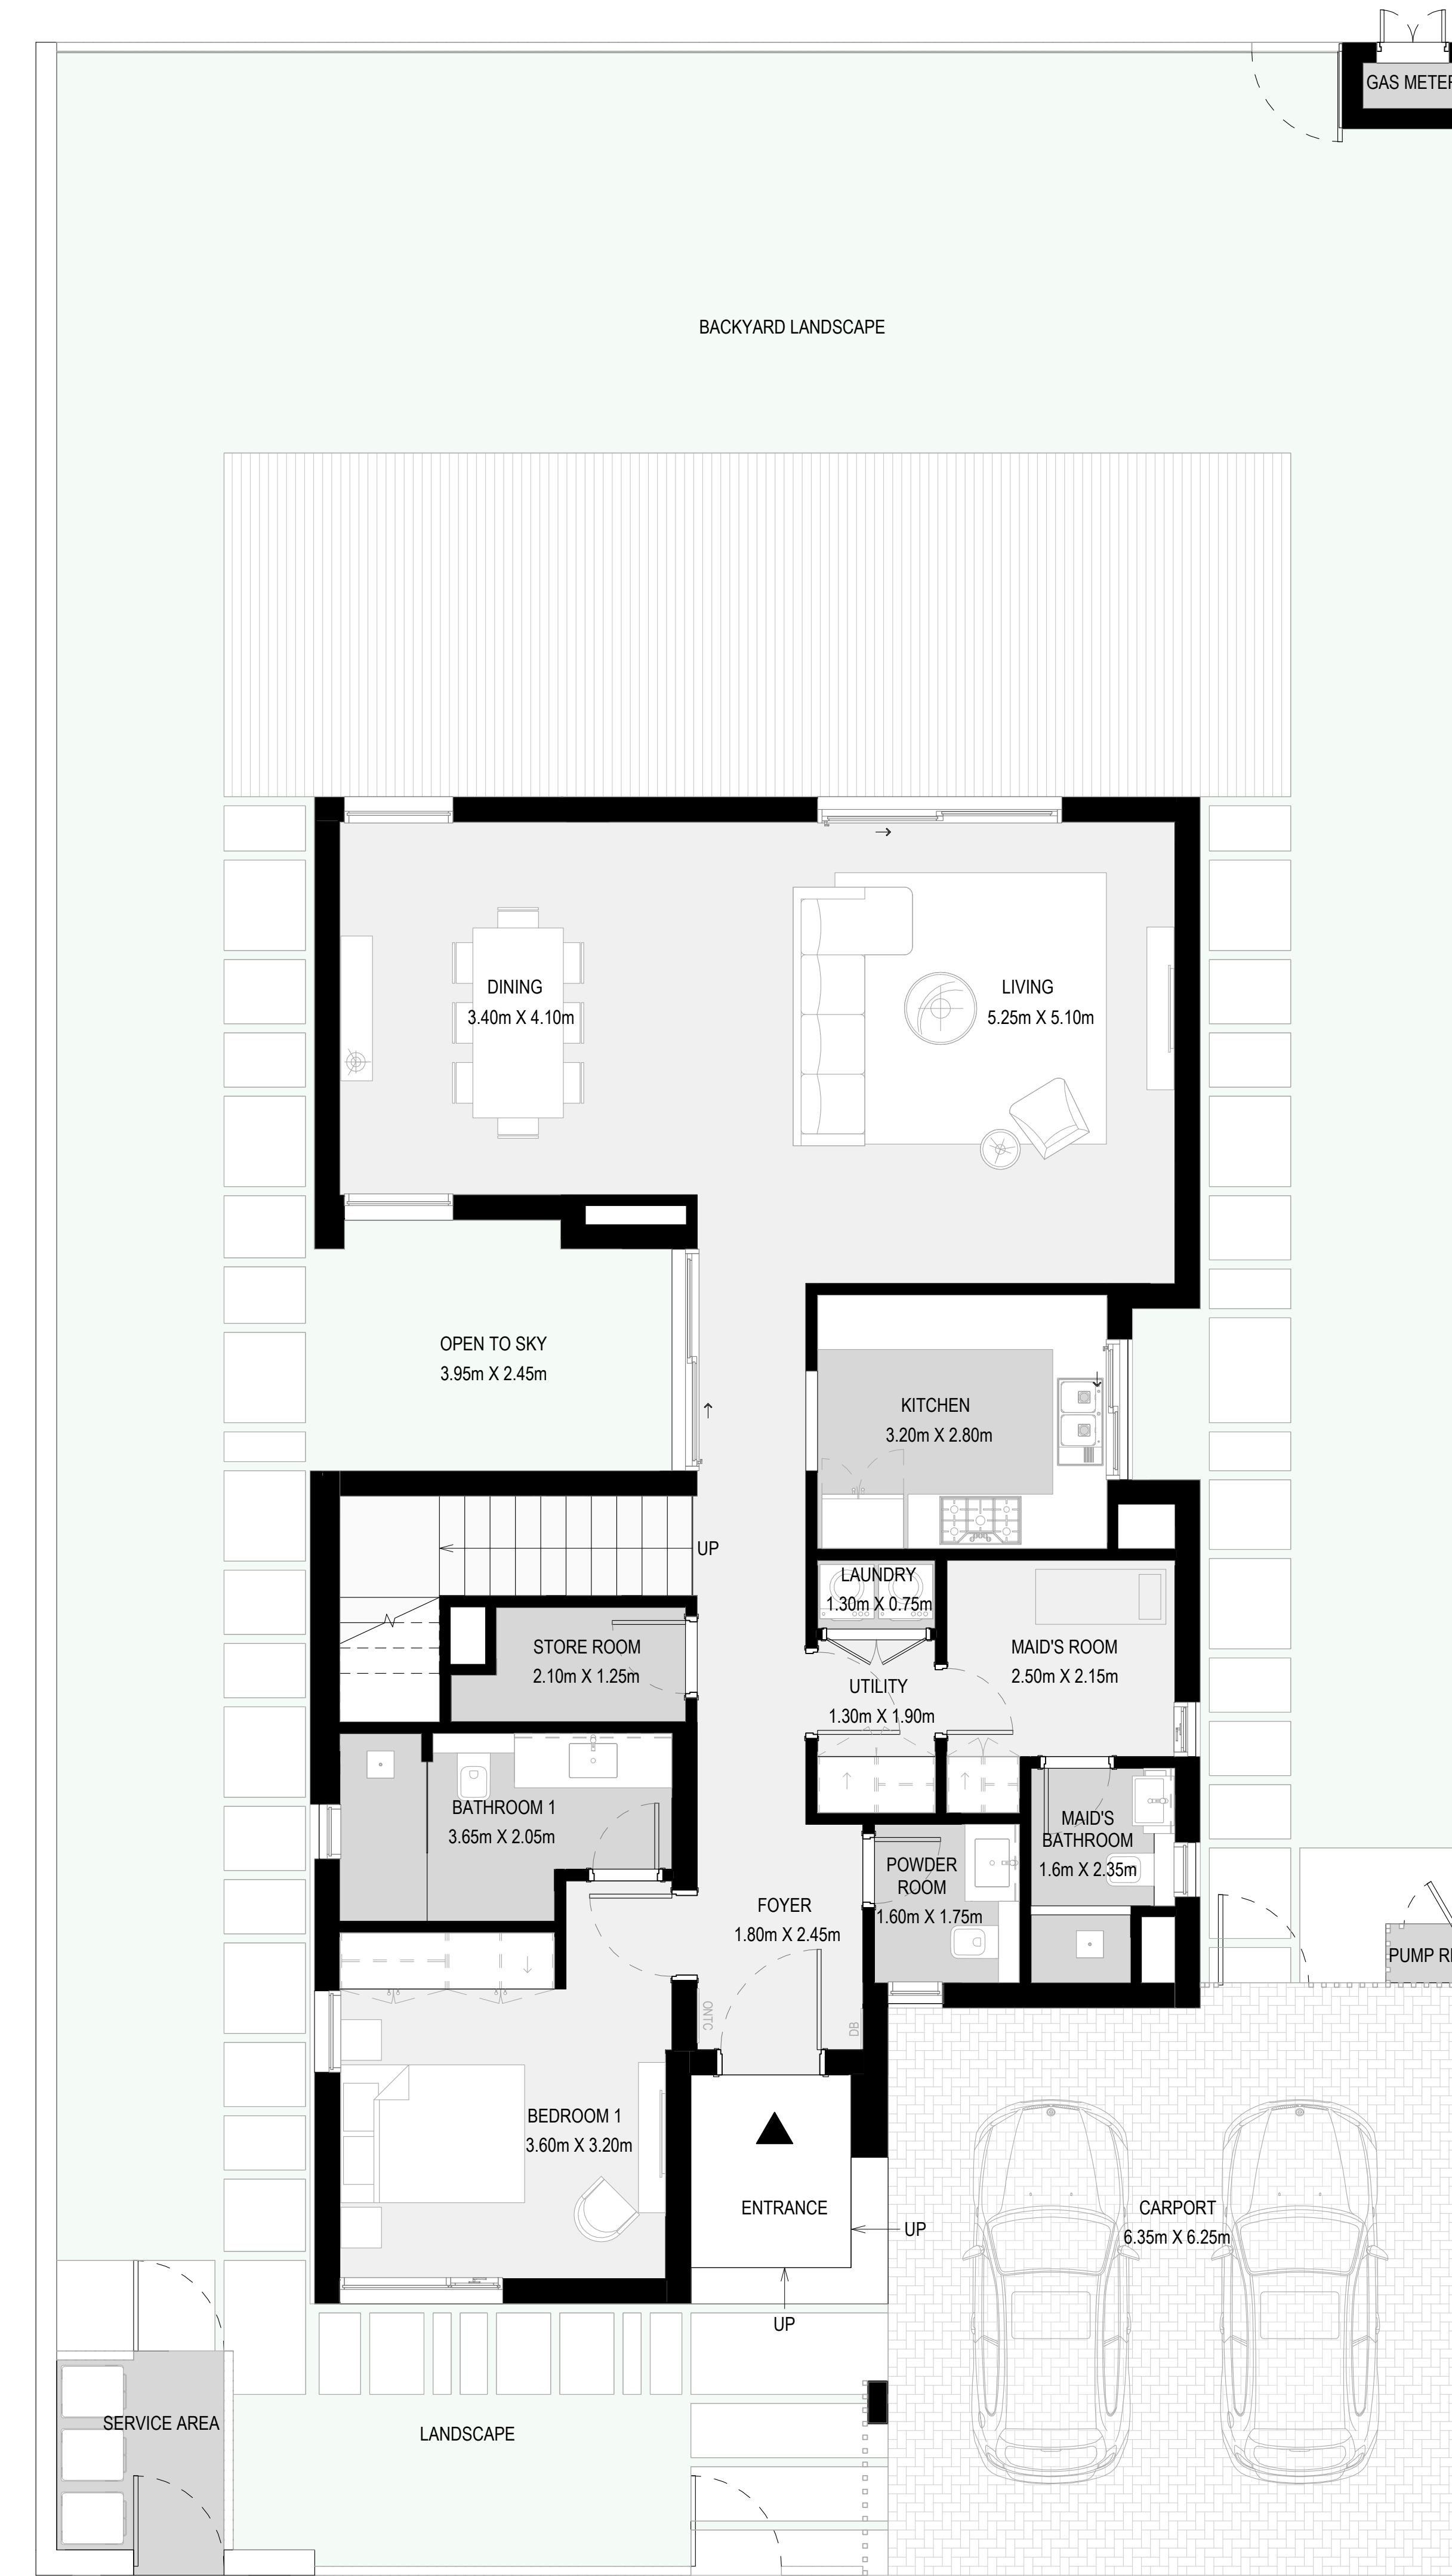 GAS METER
BACKYARD LANDSCAPE
DINING
3.40m X 4.10m
LIVING
5.25m X 5.10m
OPEN TO SKY
3.95m X 2.45m
KITCHEN
3.20m X 2.80m
UP
LAUNDRY
1.30m X 0.75m
STORE ROOM
2.10m X 1.25m
MAID'S ROOM
2.50m X 2.15m
UTILITY
1.30m X 1.90m
BATHROOM 1
3.65m X 2.05m
MAID'S
BATHROOM
1.6m X 2.35m
POWDER
ROOM
1.60m X 1.75m
FOYER
1.80m X 2.45m
PUMP R
ONTC
DB
BEDROOM 1
3.60m X 3.20m
ENTRANCE
UP
CARPORT
6.35m X 6.25m
UP
SERVICE AREA
LANDSCAPE